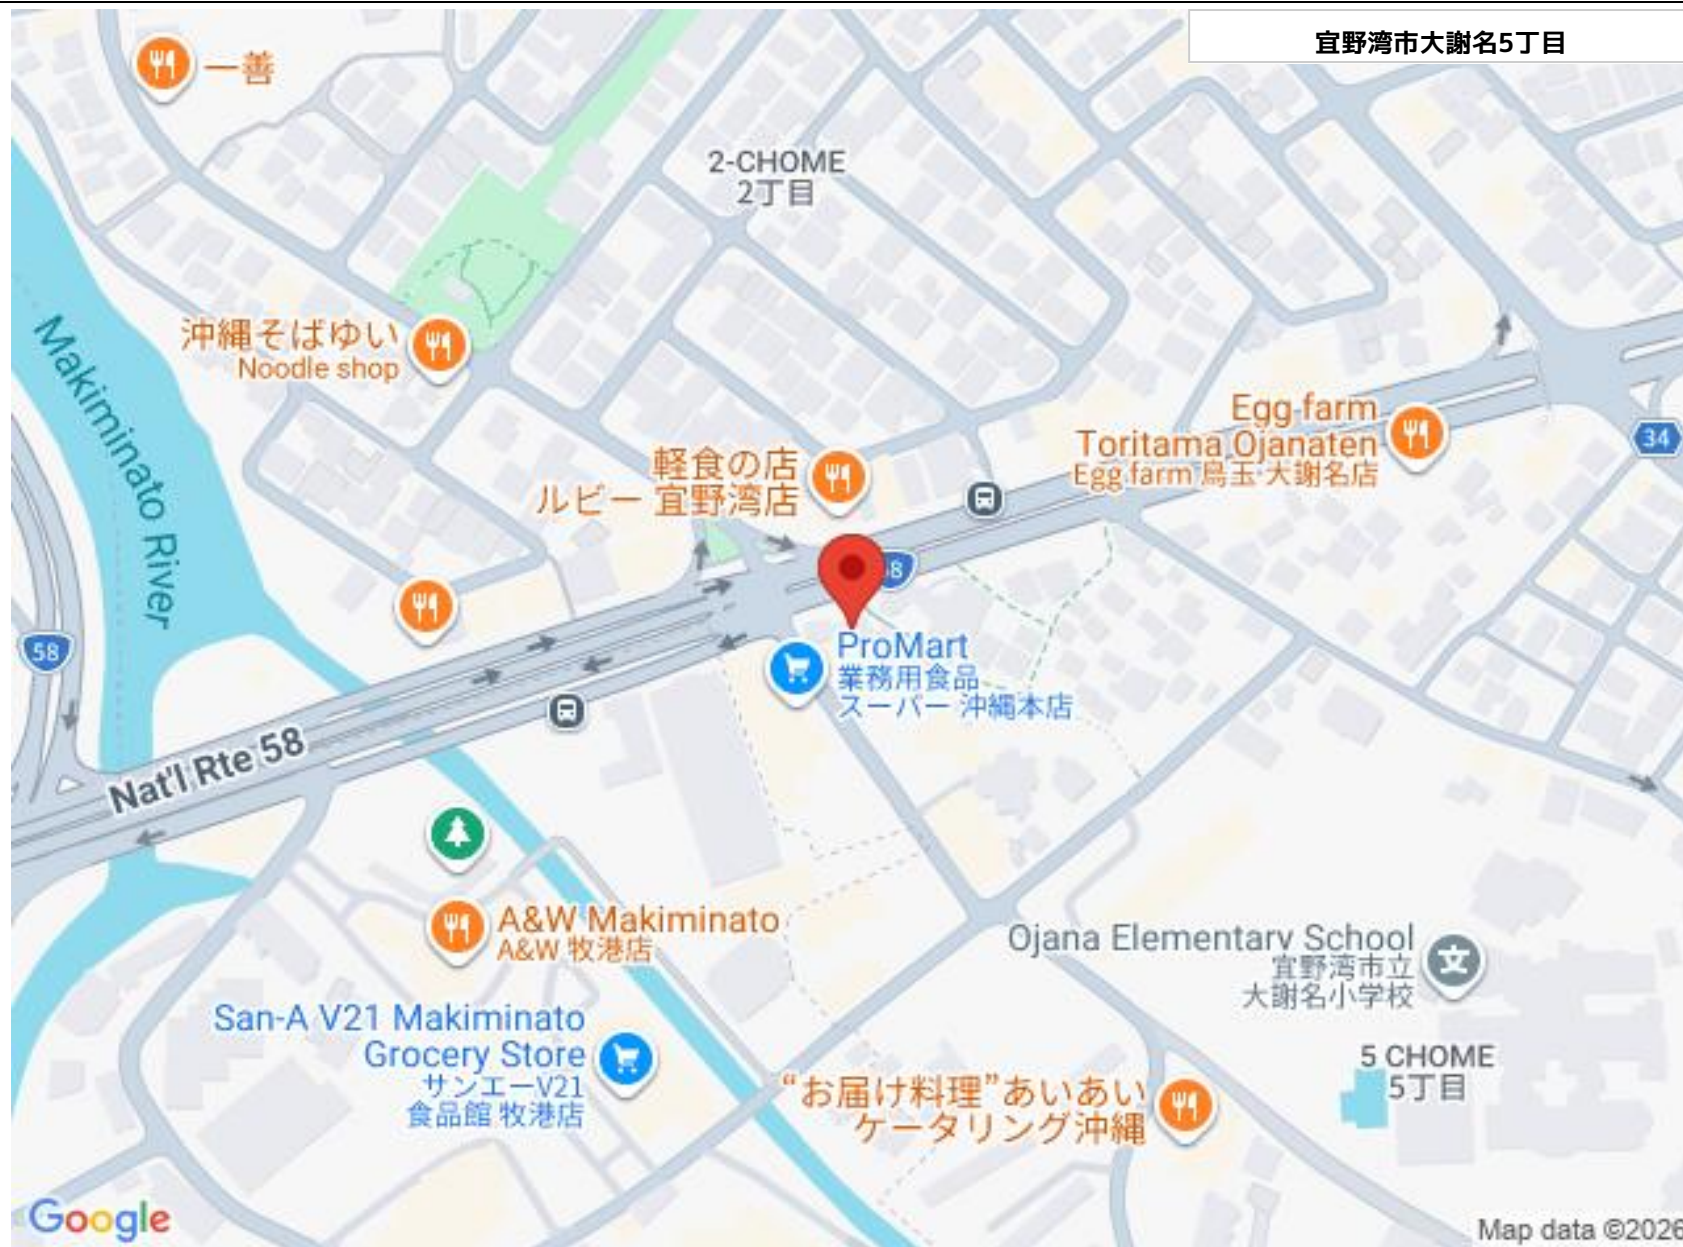 宜野湾市大謝名5丁目
一善
2-CHOME
2丁目
Makiminato River
沖縄そばゆい
Noodle shop
Egg farm
Toritama Ojanaten
Egg farm 鳥玉 大謝名店
34
軽食の店
ルビー 宜野湾店
58
ProMart
業務用食品
スーパー 沖縄本店
Nat'l Rte 58
A&W Makiminato
A&W 牧港店
Ojana Elementary School
宜野湾市立
大謝名小学校
San-A V21 Makiminato
Grocery Store
サンエーV21
食品館 牧港店
5 CHOME
5丁目
“お届け料理”あいあい
ケータリング沖縄
文
Google
Map data ©2026